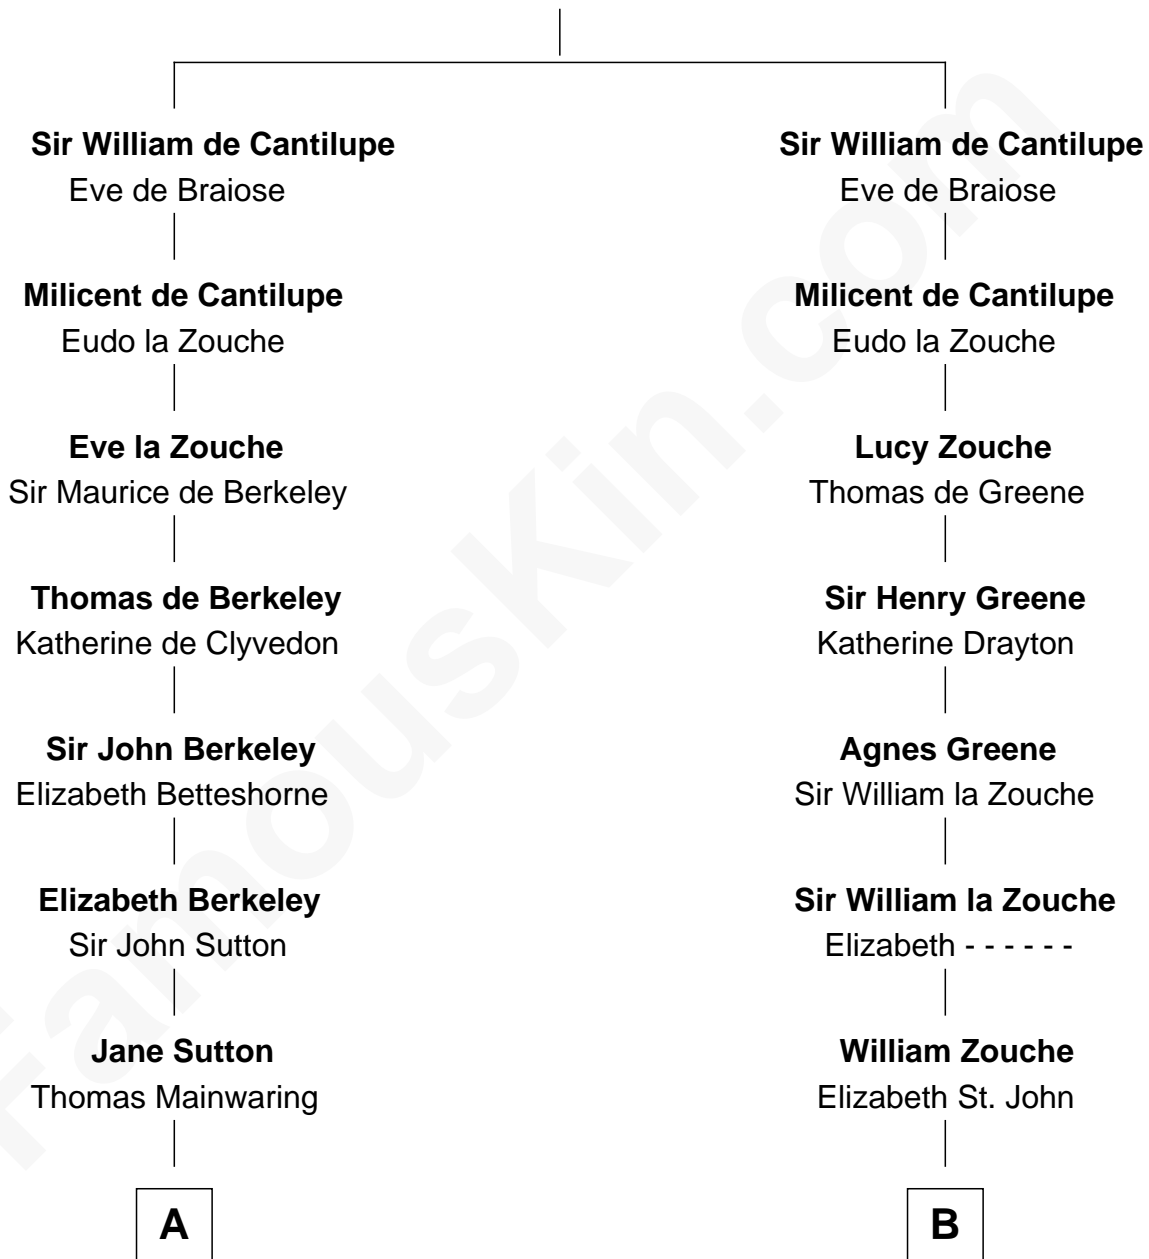 Sir William de Cantilupe
Eve de Braiose
Milicent de Cantilupe
Eudo la Zouche
Eve la Zouche
Sir Maurice de Berkeley
Thomas de Berkeley
Katherine de Clyvedon
Sir John Berkeley
Elizabeth Betteshorne
Elizabeth Berkeley
Sir John Sutton
Jane Sutton
Thomas Mainwaring
A
Sir William de Cantilupe
Eve de Braiose
Milicent de Cantilupe
Eudo la Zouche
Lucy Zouche
Thomas de Greene
Sir Henry Greene
Katherine Drayton
Agnes Greene
Sir William la Zouche
Sir William la Zouche
Elizabeth - - - - - -
William Zouche
Elizabeth St. John
B
FamousKin.com